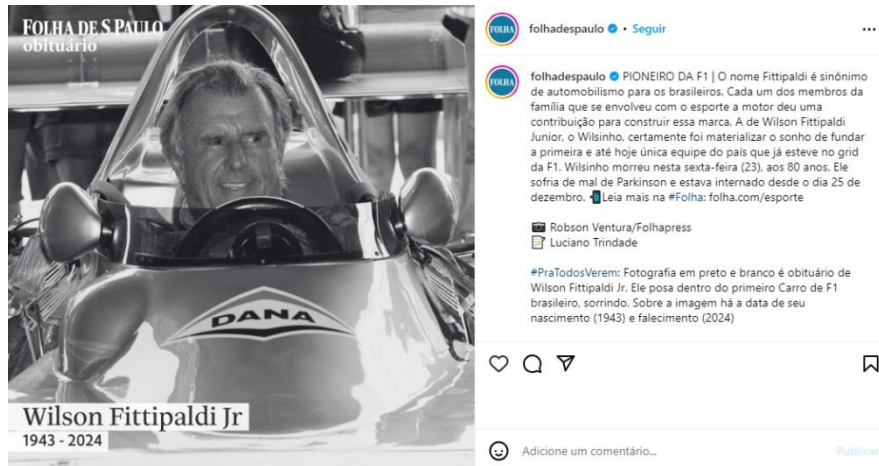 FOLHA DE S.PAULO
obituário
DANA
Wilson Fittipaldi Jr
1943 - 2024
FOLHA
folhadespaulo • Seguir
FOLHA
folhadespaulo PIONEIRO DA F1 | O nome Fittipaldi é sinônimo
de automobilismo para os brasileiros. Cada um dos membros da
família que se envolveu com o esporte a motor deu uma
contribuição para construir essa marca. A de Wilson Fittipaldi
Junior, o Wilsinho, certamente foi materializar o sonho de fundar
a primeira e até hoje única equipe do país que já esteve no grid
da F1. Wilsinho morreu nesta sexta-feira (23), aos 80 anos. Ele
sofria de mal de Parkinson e estava internado desde o dia 25 de
dezembro. 📲Leia mais na #Folha: folha.com/esporte
📷 Robson Ventura/Folhapress
📝 Luciano Trindade
#PraTodosVerem: Fotografia em preto e branco é obituário de
Wilson Fittipaldi Jr. Ele posa dentro do primeiro Carro de F1
brasileiro, sorrindo. Sobre a imagem há a data de seu
nascimento (1943) e falecimento (2024)
Adicione um comentário...
Publicar